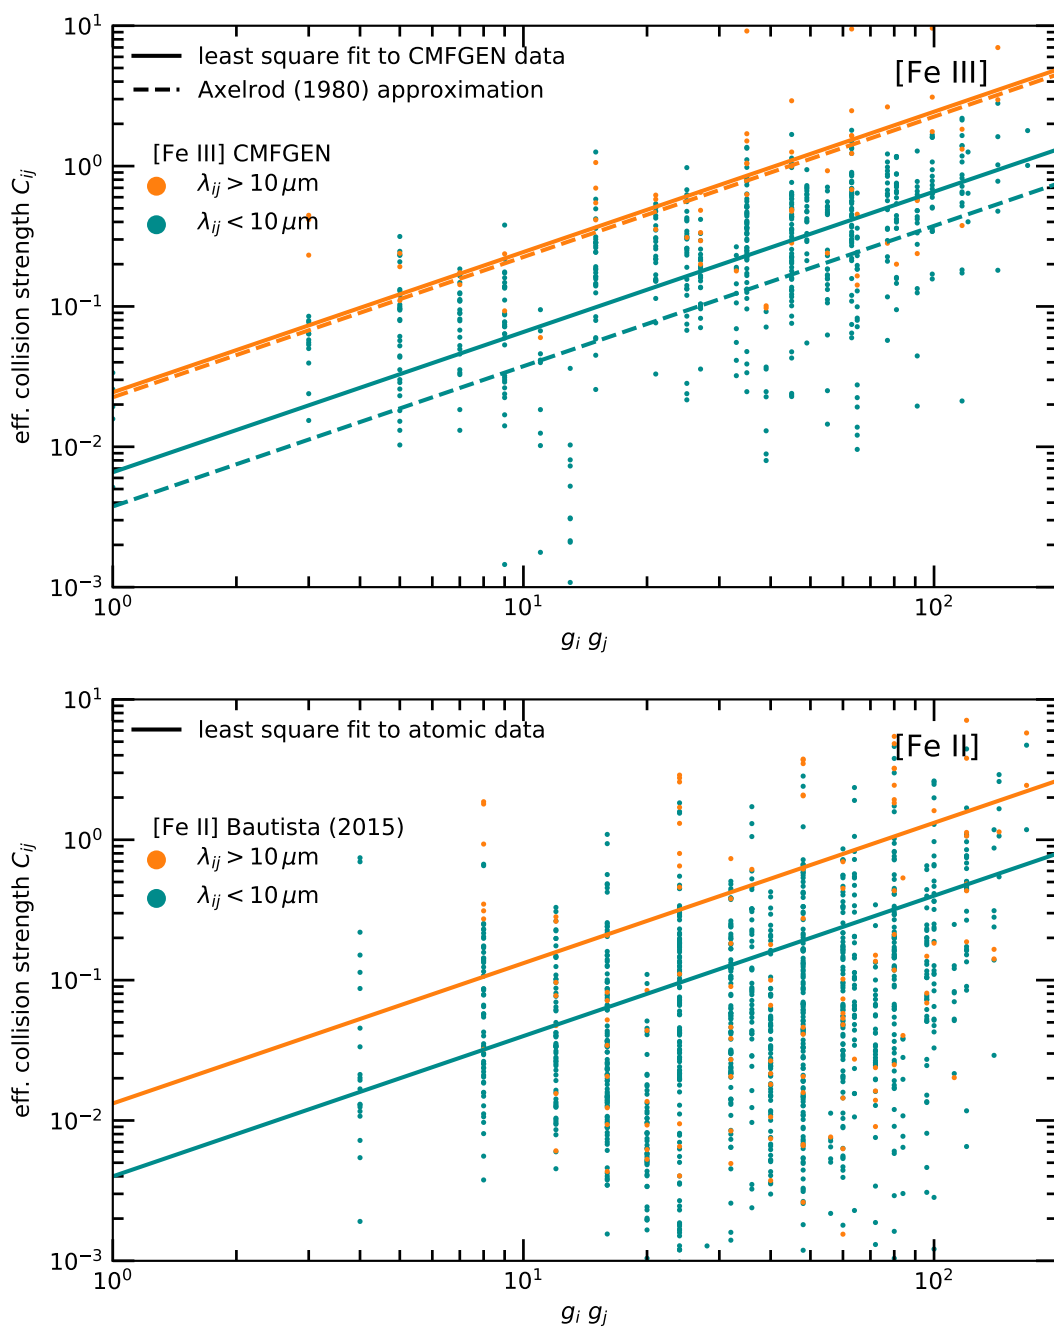 10¹
least square fit to CMFGEN data
Axelrod (1980) approximation
[Fe III]
[Fe III] CMFGEN
λij > 10 μm
λij < 10 μm
10⁰
10⁻¹
10⁻²
10⁻³
eff. collision strength Cij
10⁰ 10¹ 10²
gi gj
10¹
least square fit to atomic data
[Fe II]
[Fe II] Bautista (2015)
λij > 10 μm
λij < 10 μm
10⁰
10⁻¹
10⁻²
10⁻³
eff. collision strength Cij
10⁰ 10¹ 10²
gi gj